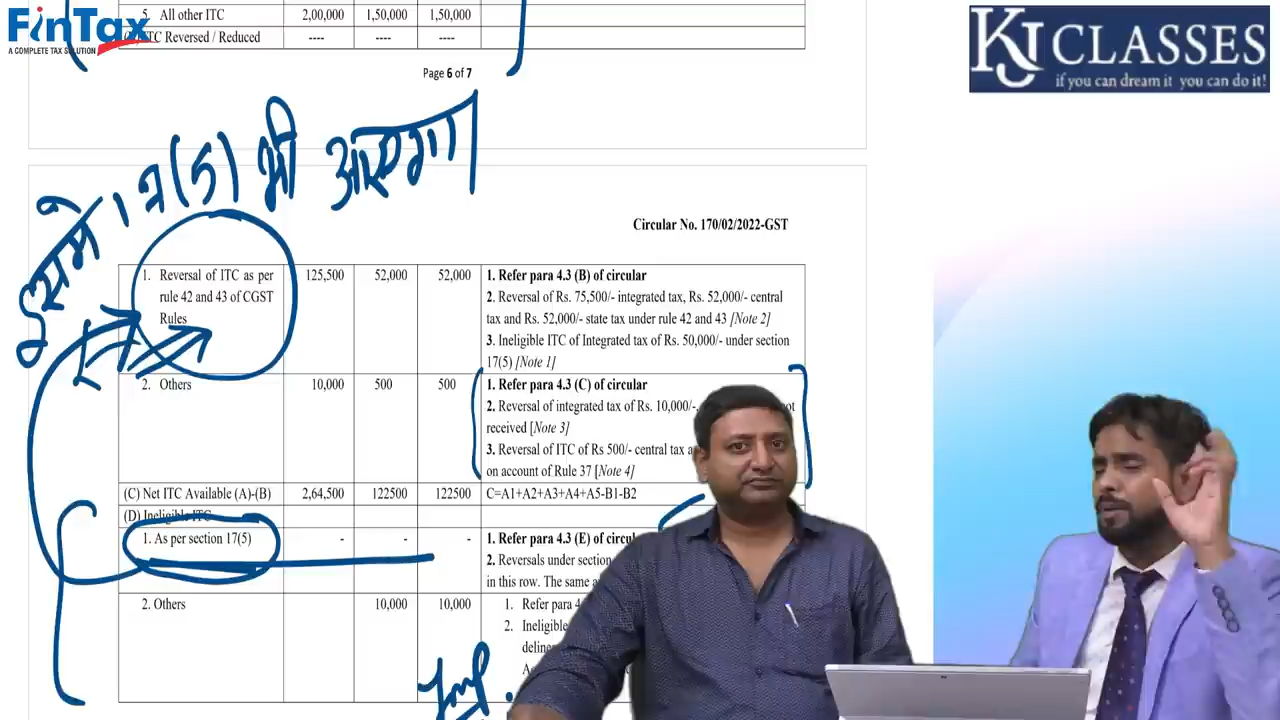 FinTax
A COMPLETE TAX SOLUTION
KJ CLASSES
if you can dream it you can do it!
5. All other ITC 2,00,000 1,50,000 1,50,000
ITC Reversed / Reduced ---- ---- ----
Page 6 of 7
इसमे 17(5) भी आएगा।
Circular No. 170/02/2022-GST
1. Reversal of ITC as per rule 42 and 43 of CGST Rules 125,500 52,000 52,000
1. Refer para 4.3 (B) of circular
2. Reversal of Rs. 75,500/- integrated tax, Rs. 52,000/- central
tax and Rs. 52,000/- state tax under rule 42 and 43 [Note 2]
3. Ineligible ITC of Integrated tax of Rs. 50,000/- under section
17(5) [Note 1]
2. Others 10,000 500 500 1. Refer para 4.3 (C) of circular
2. Reversal of integrated tax of Rs. 10,000/-
received [Note 3]
3. Reversal of ITC of Rs 500/- central tax
on account of Rule 37 [Note 4]
(C) Net ITC Available (A)-(B) 2,64,500 122500 122500 C=A1+A2+A3+A4+A5-B1-B2
(D) Ineligible ITC
1. As per section 17(5) - - - 1. Refer para 4.3 (E) of
2. Reversals under section
in this row. The same
2. Others 10,000 10,000 1. Refer para
2.
Imp.